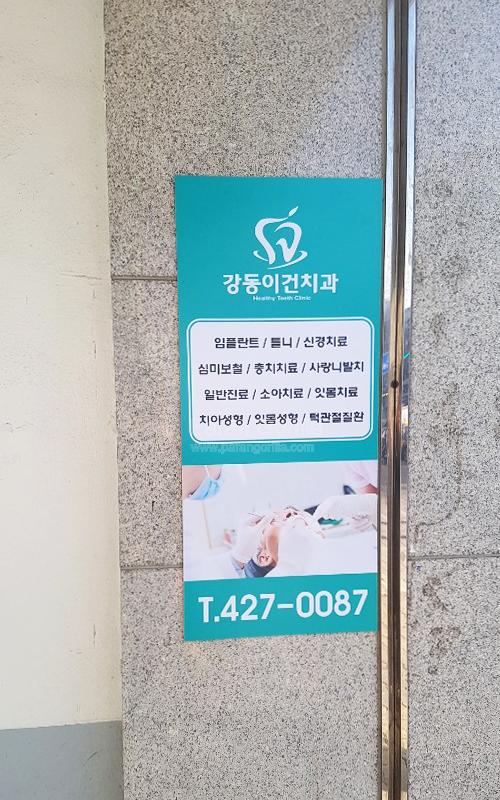 강동이건치과
Healthy Teeth Clinic
임플란트 / 틀니 / 신경치료
심미보철 / 충치치료 / 사랑니발치
일반진료 / 소아치료 / 잇몸치료
치아성형 / 잇몸성형 / 턱관절질환
www.parangorilla.com
T.427-0087